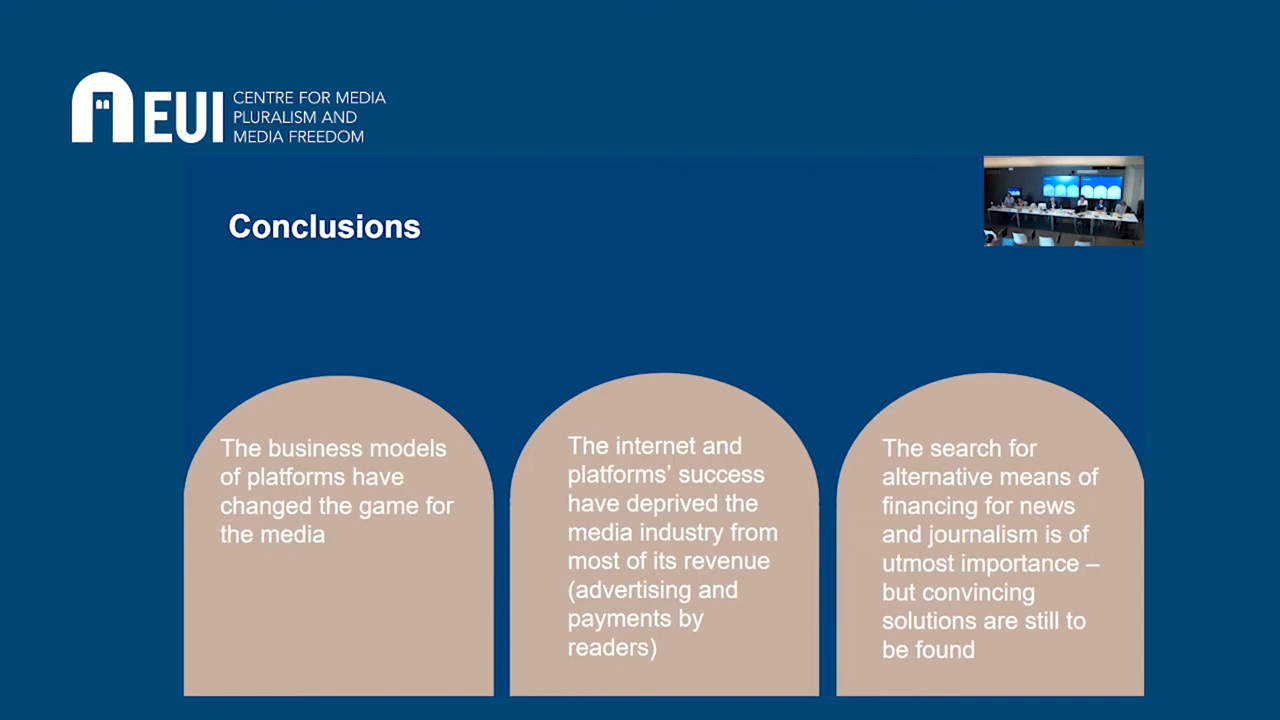 EUI
CENTRE FOR MEDIA
PLURALISM AND
MEDIA FREEDOM
Conclusions
The business models
of platforms have
changed the game for
the media
The internet and
platforms’ success
have deprived the
media industry from
most of its revenue
(advertising and
payments by
readers)
The search for
alternative means of
financing for news
and journalism is of
utmost importance –
but convincing
solutions are still to
be found